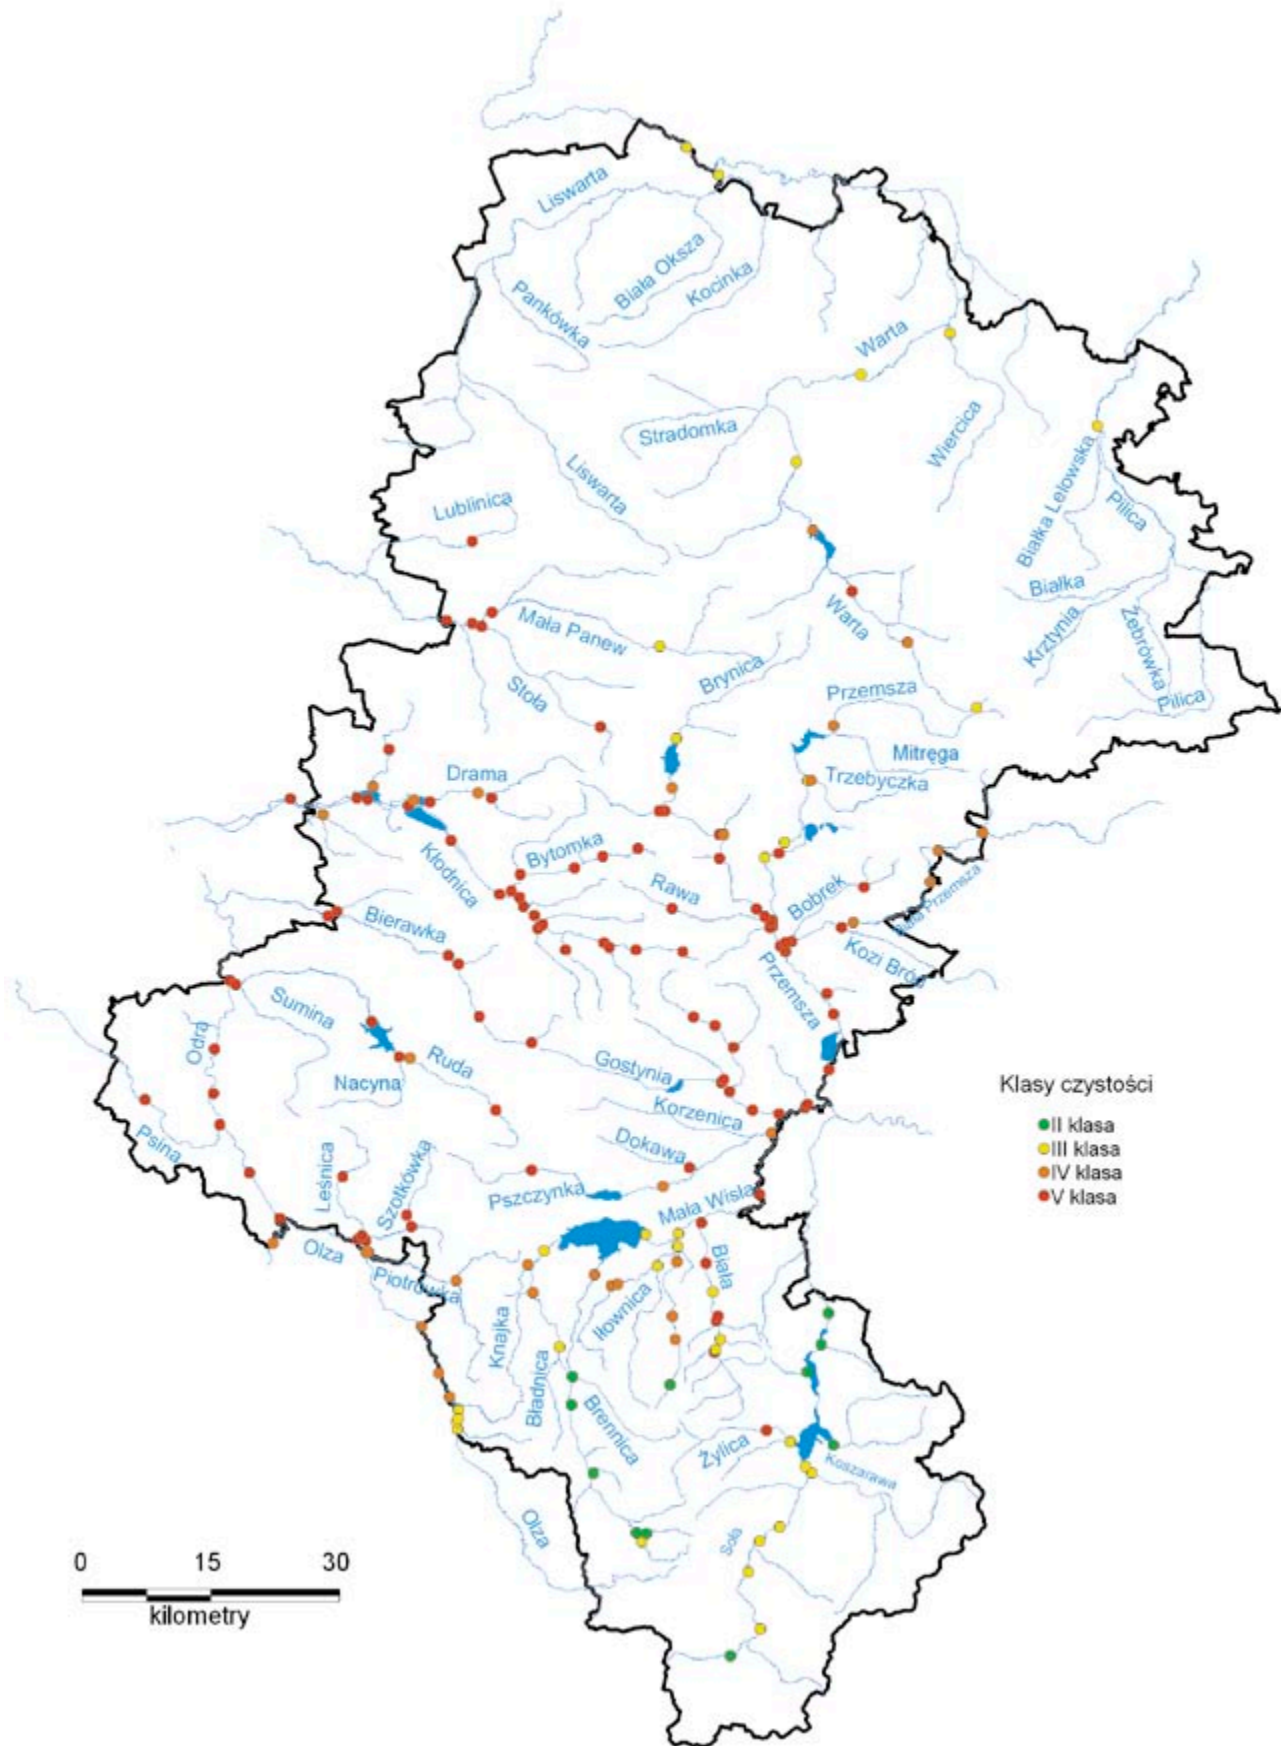 Liswarta
Biała Oksza
Kocinka
Pankówka
Warta
Stradomka
Wiercica
Liswarta
Białka Lelowska
Pilica
Lublinica
Białka
Krztynia
Żebrówka
Pilica
Mała Panew
Warta
Brynica
Stoła
Przemsza
Mitręga
Trzebyczka
Drama
Bytomka
Kłodnica
Rawa
Bobrek
Biała Przemsza
Bierawka
Kozi Bród
Przemsza
Sumina
Odra
Ruda
Nacyna
Gostynia
Korzenica
Klasy czystości
II klasa
III klasa
IV klasa
V klasa
Psina
Leśnica
Szotkówka
Dokawa
Pszczynka
Mała Wisła
Olza
Piotrówka
Biała
Iłownica
Knajka
Bładnica
Brennica
Żylica
Koszarawa
Olza
Soła
0 15 30
kilometry